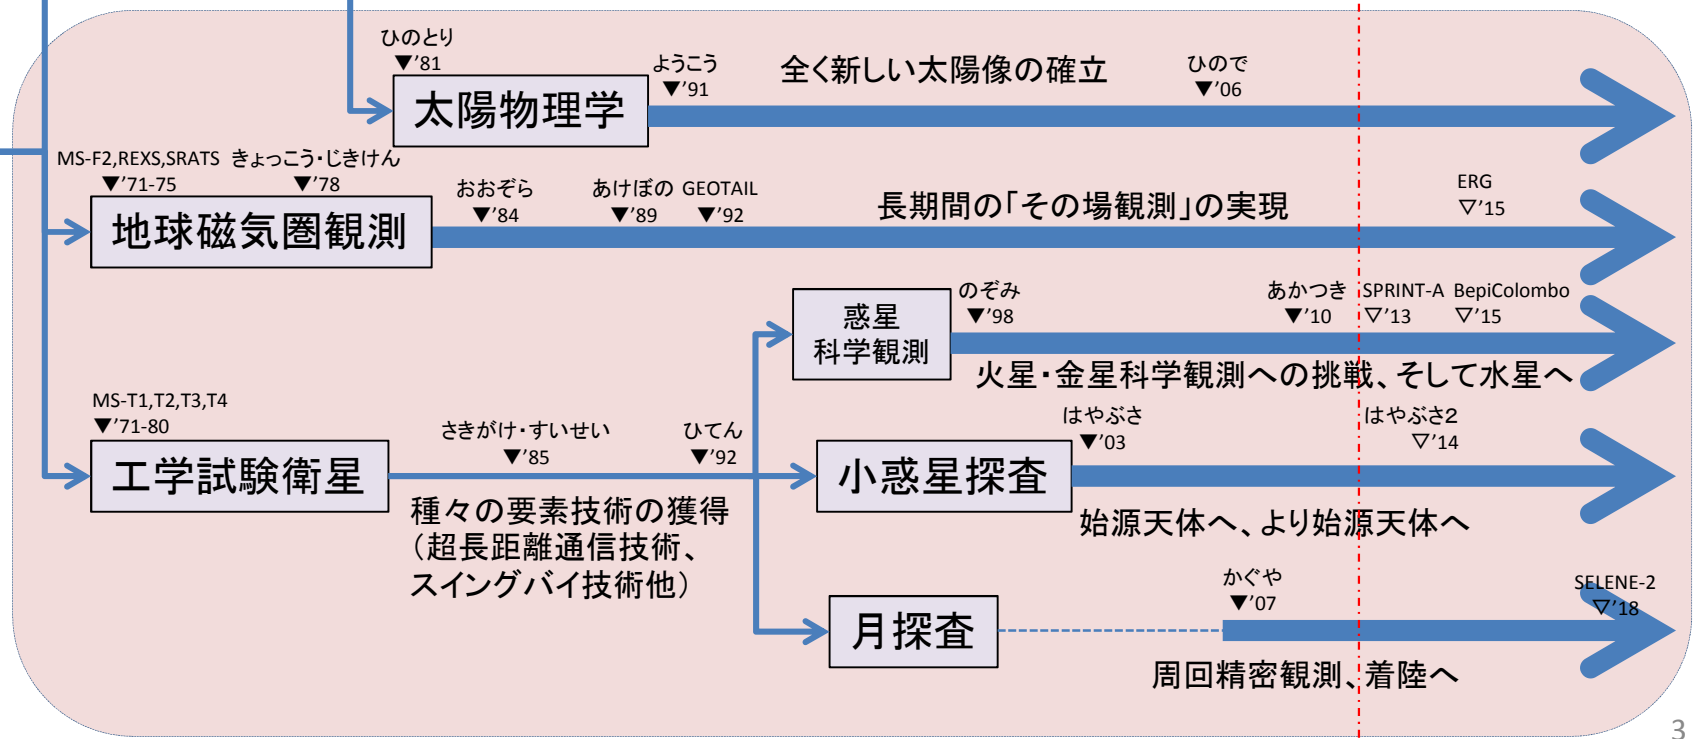 ひのとり
▼’81
ようこう
▼’91
全く新しい太陽像の確立
ひので
▼’06
太陽物理学
MS-F2,REXS,SRATS
▼’71-75
きょっこう・じきけん
▼’78
おおぞら
▼’84
あけぼの
▼’89
GEOTAIL
▼’92
長期間の「その場観測」の実現
ERG
▽’15
地球磁気圏観測
惑星
科学観測
のぞみ
▼’98
あかつき
▼’10
SPRINT-A
▽’13
BepiColombo
▽’15
火星・金星科学観測への挑戦、そして水星へ
MS-T1,T2,T3,T4
▼’71-80
工学試験衛星
さきがけ・すいせい
▼’85
ひてん
▼’92
種々の要素技術の獲得
（超長距離通信技術、
スイングバイ技術他）
小惑星探査
はやぶさ
▼’03
はやぶさ２
▽’14
始源天体へ、より始源天体へ
月探査
かぐや
▼’07
SELENE-2
▽’18
周回精密観測、着陸へ
3